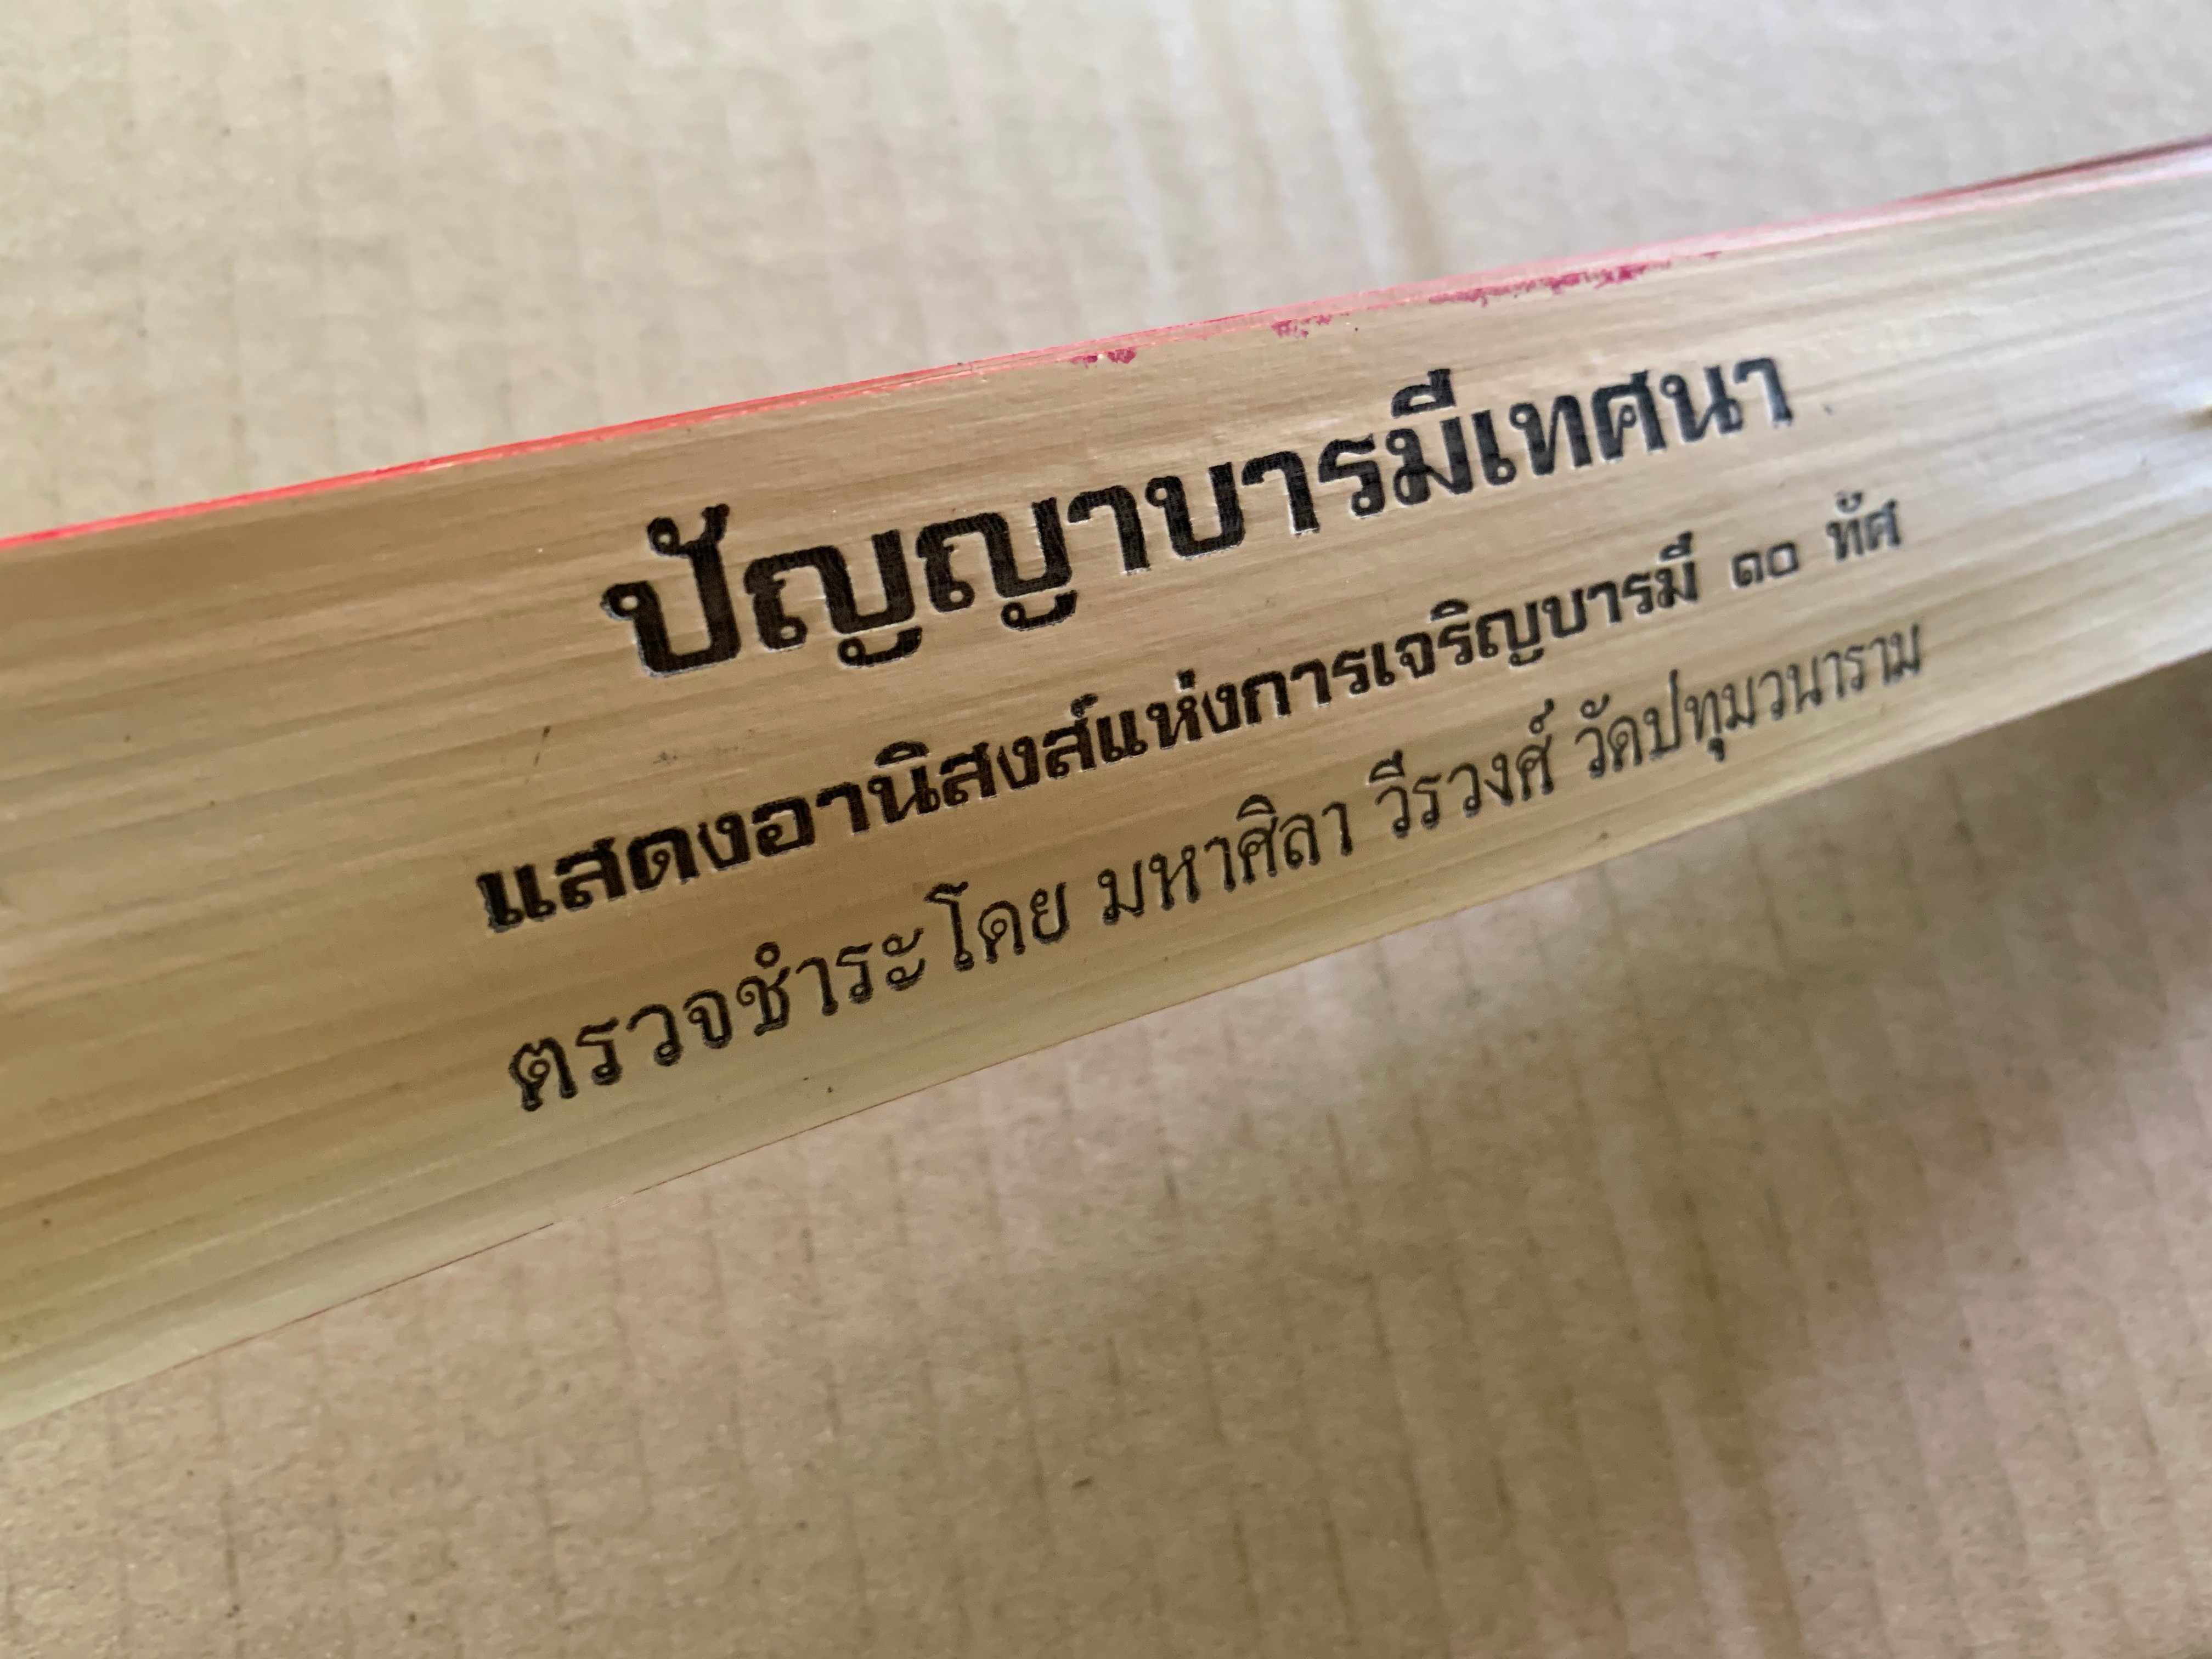 ปัญญาบารมีเทศนา
แสดงอานิสงส์แห่งการเจริญบารมี ๑๐ ทัศ
ตรวจชำระโดย มหาศิลา วีรวงศ์ วัดปทุมวนาราม